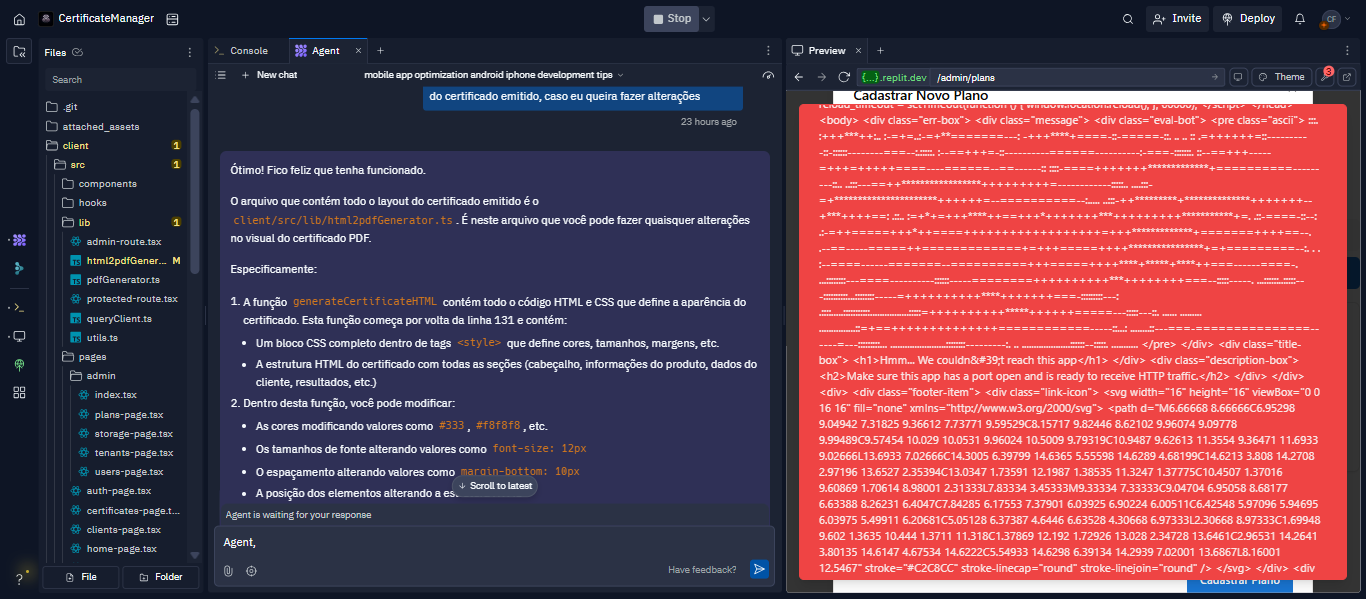 CertificateManager
Stop
Invite
Deploy
CF
Files
Search
.git
attached_assets
client
1
src
1
components
hooks
lib
1
admin-route.tsx
html2pdfGener...
M
pdfGenerator.ts
protected-route.tsx
queryClient.ts
utils.ts
pages
admin
index.tsx
plans-page.tsx
storage-page.tsx
tenants-page.tsx
users-page.tsx
auth-page.tsx
certificates-page.t...
clients-page.tsx
home-page.tsx
File
Folder
Console
Agent
New chat
mobile app optimization android iphone development tips
do certificado emitido, caso eu queira fazer alterações
23 hours ago
Ótimo! Fico feliz que tenha funcionado.
O arquivo que contém todo o layout do certificado emitido é o
client/src/lib/html2pdfGenerator.ts. É neste arquivo que você pode fazer quaisquer alterações
no visual do certificado PDF.
Especificamente:
1. A função generateCertificateHTML contém todo o código HTML e CSS que define a aparência do
certificado. Esta função começa por volta da linha 131 e contém:
• Um bloco CSS completo dentro de tags <style> que define cores, tamanhos, margens, etc.
• A estrutura HTML do certificado com todas as seções (cabeçalho, informações do produto, dados do
cliente, resultados, etc.)
2. Dentro desta função, você pode modificar:
• As cores modificando valores como #333, #f8f8f8, etc.
• Os tamanhos de fonte alterando valores como font-size: 12px
• O espaçamento alterando valores como margin-bottom: 10px
• A posição dos elementos alterando a es
Scroll to latest
Agent is waiting for your response
Agent,
Have feedback?
Preview
{...}.replit.dev /admin/plans
Theme
3
Cadastrar Novo Plano
reload_timeout = setTimeout(function () { window.location.reload(); },
</script> </head>
<body> <div class="err-box"> <div class="message"> <div class="eval-bot"> <pre class="ascii">
</pre> </div> <div class="title-
box"> <h1>Hmm... We couldn&#39;t reach this app</h1> </div> <div class="description-box">
<h2>Make sure this app has a port open and is ready to receive HTTP traffic.</h2> </div> </div>
<div> <div class="footer-item"> <div class="link-icon"> <svg width="16" height="16" viewBox="0 0
16 16" fill="none" xmlns="http://www.w3.org/2000/svg"> <path d="M6.66668 8.66666C6.95298
9.04942 7.31825 9.36612 7.73771 9.59529C8.15717 9.82446 8.62102 9.96074 9.09778
9.99489C9.57454 10.029 10.0531 9.96024 10.5009 9.79319C10.9487 9.62613 11.3554 9.36471 11.6933
9.02666L13.6933 7.02666C14.3005 6.39799 14.6365 5.55598 14.6289 4.68199C14.6213 3.808 14.2708
2.97196 13.6527 2.35394C13.0347 1.73591 12.1987 1.38535 11.3247 1.37775C10.4507 1.37016
9.60869 1.70614 8.98001 2.31333L7.83334 3.45333M9.33334 7.33333C9.04704 6.95058 8.68177
6.63388 8.26231 6.4047C7.84285 6.17553 7.37901 6.03925 6.90224 6.00511C6.42548 5.97096 5.94695
6.03975 5.49911 6.20681C5.05128 6.37387 4.6446 6.63528 4.30668 6.97333L2.30668 8.97333C1.69948
9.602 1.3635 10.444 1.3711 11.318C1.37869 12.192 1.72926 13.028 2.34728 13.6461C2.96531 14.2641
3.80135 14.6147 4.67534 14.6222C5.54933 14.6298 6.39134 14.2939 7.02001 13.6867L8.16001
12.5467" stroke="#C2C8CC" stroke-linecap="round" stroke-linejoin="round" /> </svg> </div> <div
Cadastrar Plano